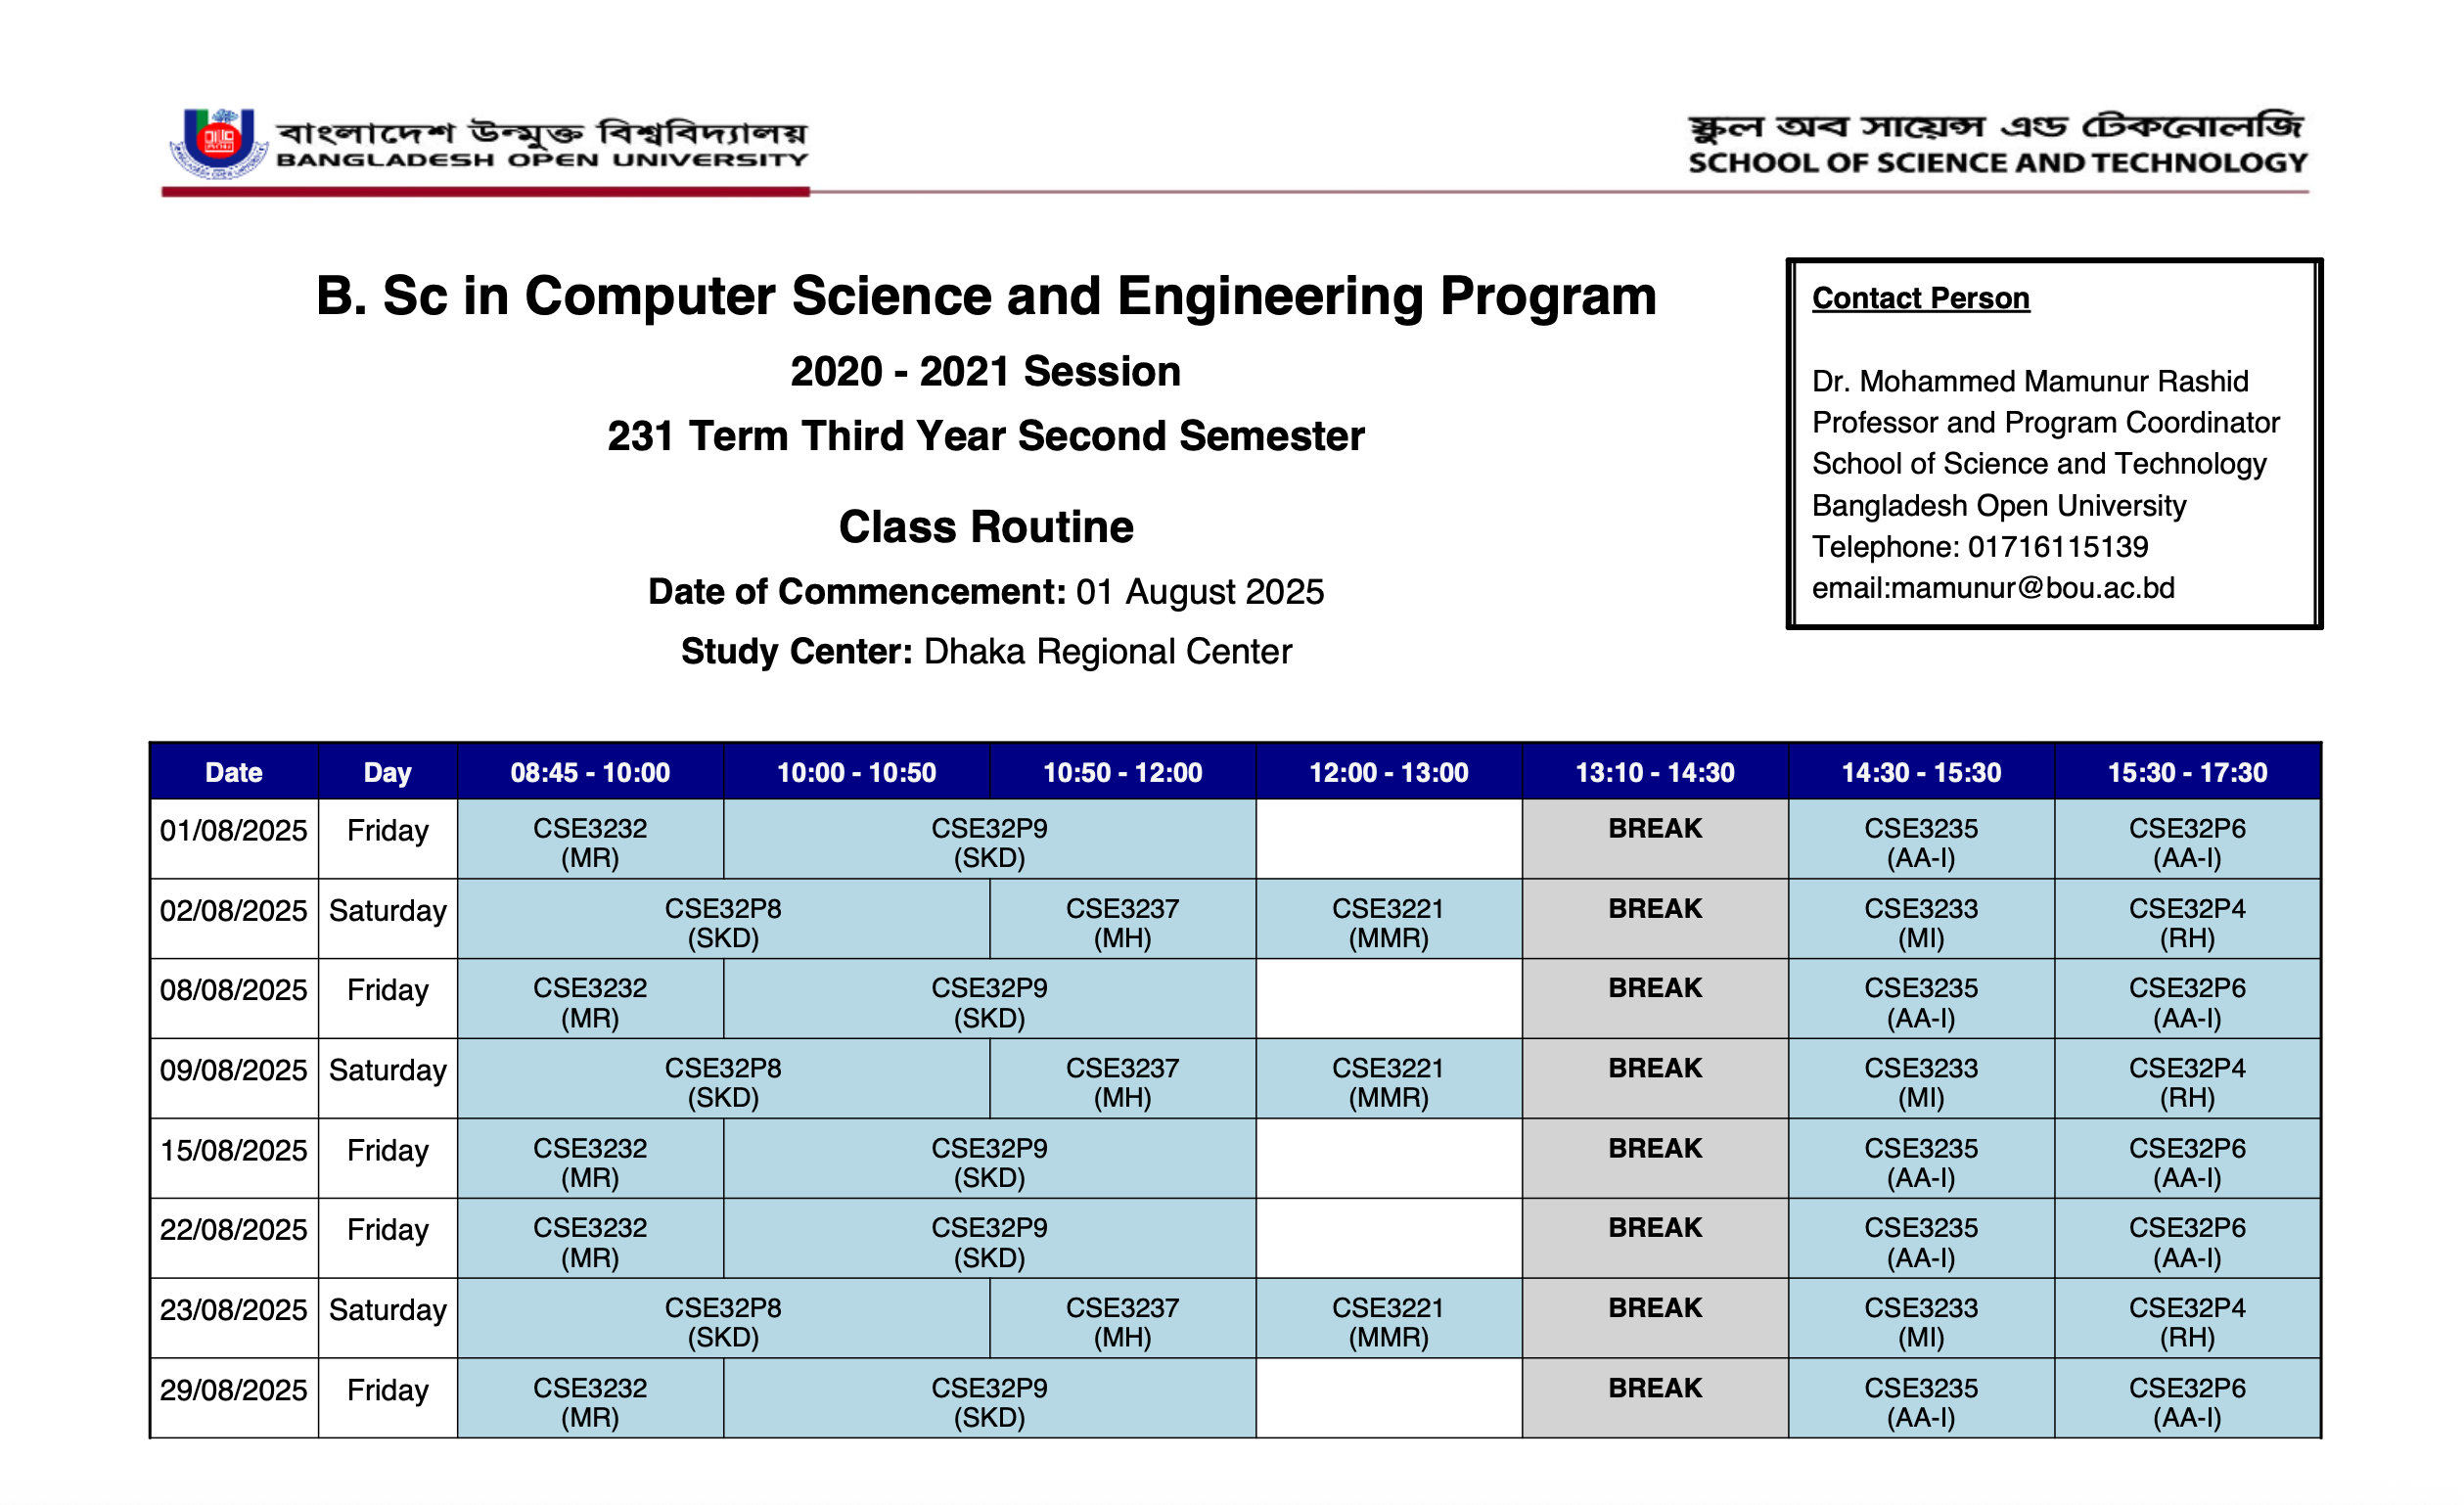 বাংলাদেশ উন্মুক্ত বিশ্ববিদ্যালয়
BANGLADESH OPEN UNIVERSITY
স্কুল অব সায়েন্স এন্ড টেকনোলজি
SCHOOL OF SCIENCE AND TECHNOLOGY
B. Sc in Computer Science and Engineering Program
2020 - 2021 Session
231 Term Third Year Second Semester
Class Routine
Date of Commencement: 01 August 2025
Study Center: Dhaka Regional Center
Contact Person
Dr. Mohammed Mamunur Rashid
Professor and Program Coordinator
School of Science and Technology
Bangladesh Open University
Telephone: 01716115139
email:mamunur@bou.ac.bd
Date Day 08:45 - 10:00 10:00 - 10:50 10:50 - 12:00 12:00 - 13:00 13:10 - 14:30 14:30 - 15:30 15:30 - 17:30
01/08/2025 Friday CSE3232 CSE32P9 BREAK CSE3235 CSE32P6
(MR) (SKD) (AA-I) (AA-I)
02/08/2025 Saturday CSE32P8 CSE3237 CSE3221 BREAK CSE3233 CSE32P4
(SKD) (MH) (MMR) (MI) (RH)
08/08/2025 Friday CSE3232 CSE32P9 BREAK CSE3235 CSE32P6
(MR) (SKD) (AA-I) (AA-I)
09/08/2025 Saturday CSE32P8 CSE3237 CSE3221 BREAK CSE3233 CSE32P4
(SKD) (MH) (MMR) (MI) (RH)
15/08/2025 Friday CSE3232 CSE32P9 BREAK CSE3235 CSE32P6
(MR) (SKD) (AA-I) (AA-I)
22/08/2025 Friday CSE3232 CSE32P9 BREAK CSE3235 CSE32P6
(MR) (SKD) (AA-I) (AA-I)
23/08/2025 Saturday CSE32P8 CSE3237 CSE3221 BREAK CSE3233 CSE32P4
(SKD) (MH) (MMR) (MI) (RH)
29/08/2025 Friday CSE3232 CSE32P9 BREAK CSE3235 CSE32P6
(MR) (SKD) (AA-I) (AA-I)